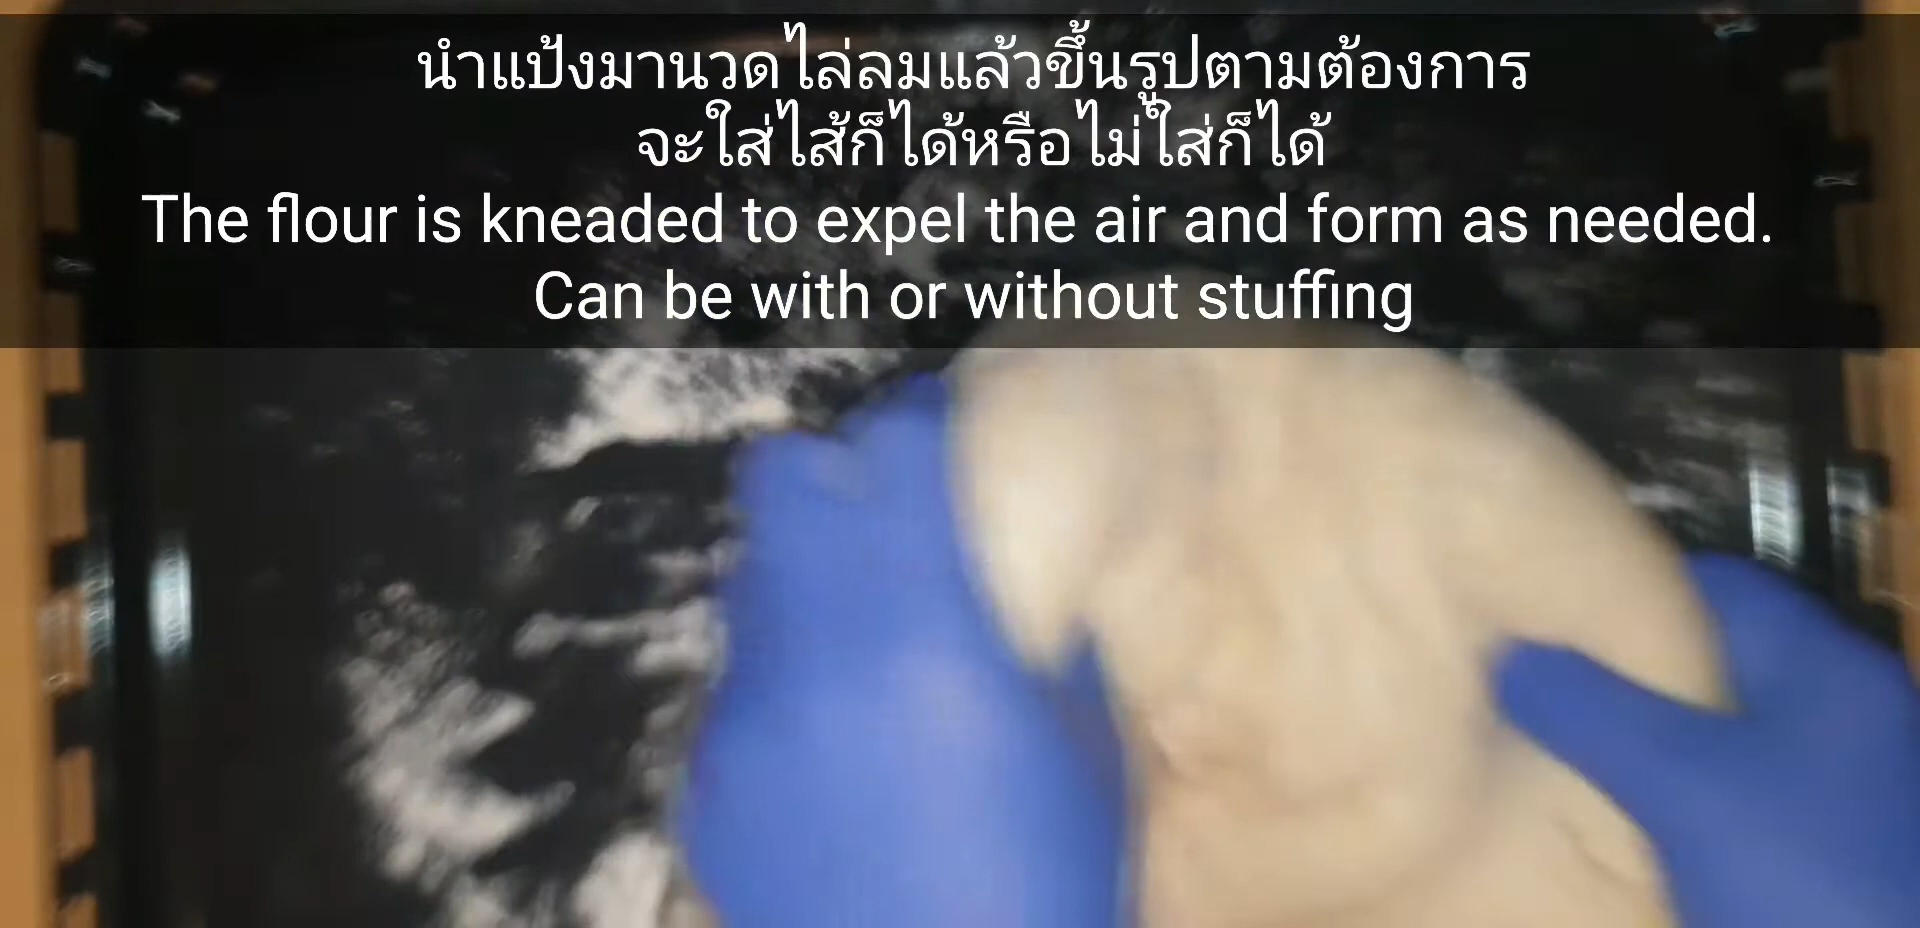 นำแป้งมานวดไล่ลมแล้วขึ้นรูปตามต้องการ
จะใส่ไส้ก็ได้หรือไม่ใส่ก็ได้
The flour is kneaded to expel the air and form as needed.
Can be with or without stuffing